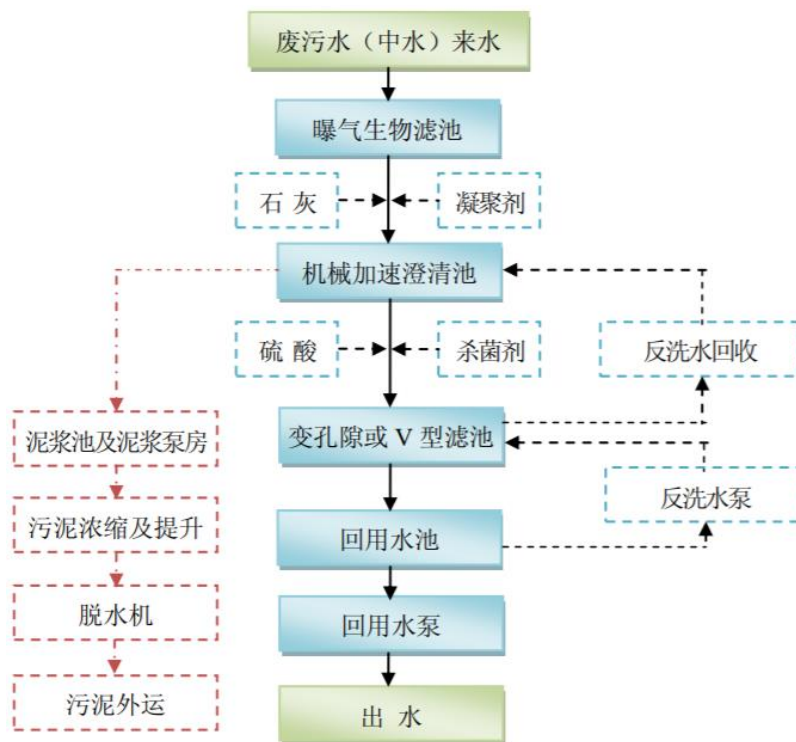 废污水（中水）来水
曝气生物滤池
石 灰
凝聚剂
机械加速澄清池
硫 酸
杀菌剂
反洗水回收
泥浆池及泥浆泵房
变孔隙或 V 型滤池
反洗水泵
污泥浓缩及提升
回用水池
脱水机
回用水泵
污泥外运
出 水